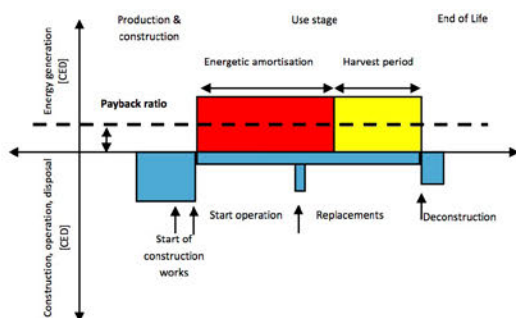 Production &
construction
Use stage
End of Life
Energy generation
[CED]
Energetic amortisation
Harvest period
Payback ratio
Construction, operation, disposal
[CED]
Start operation
Replacements
Deconstruction
Start of
construction
works